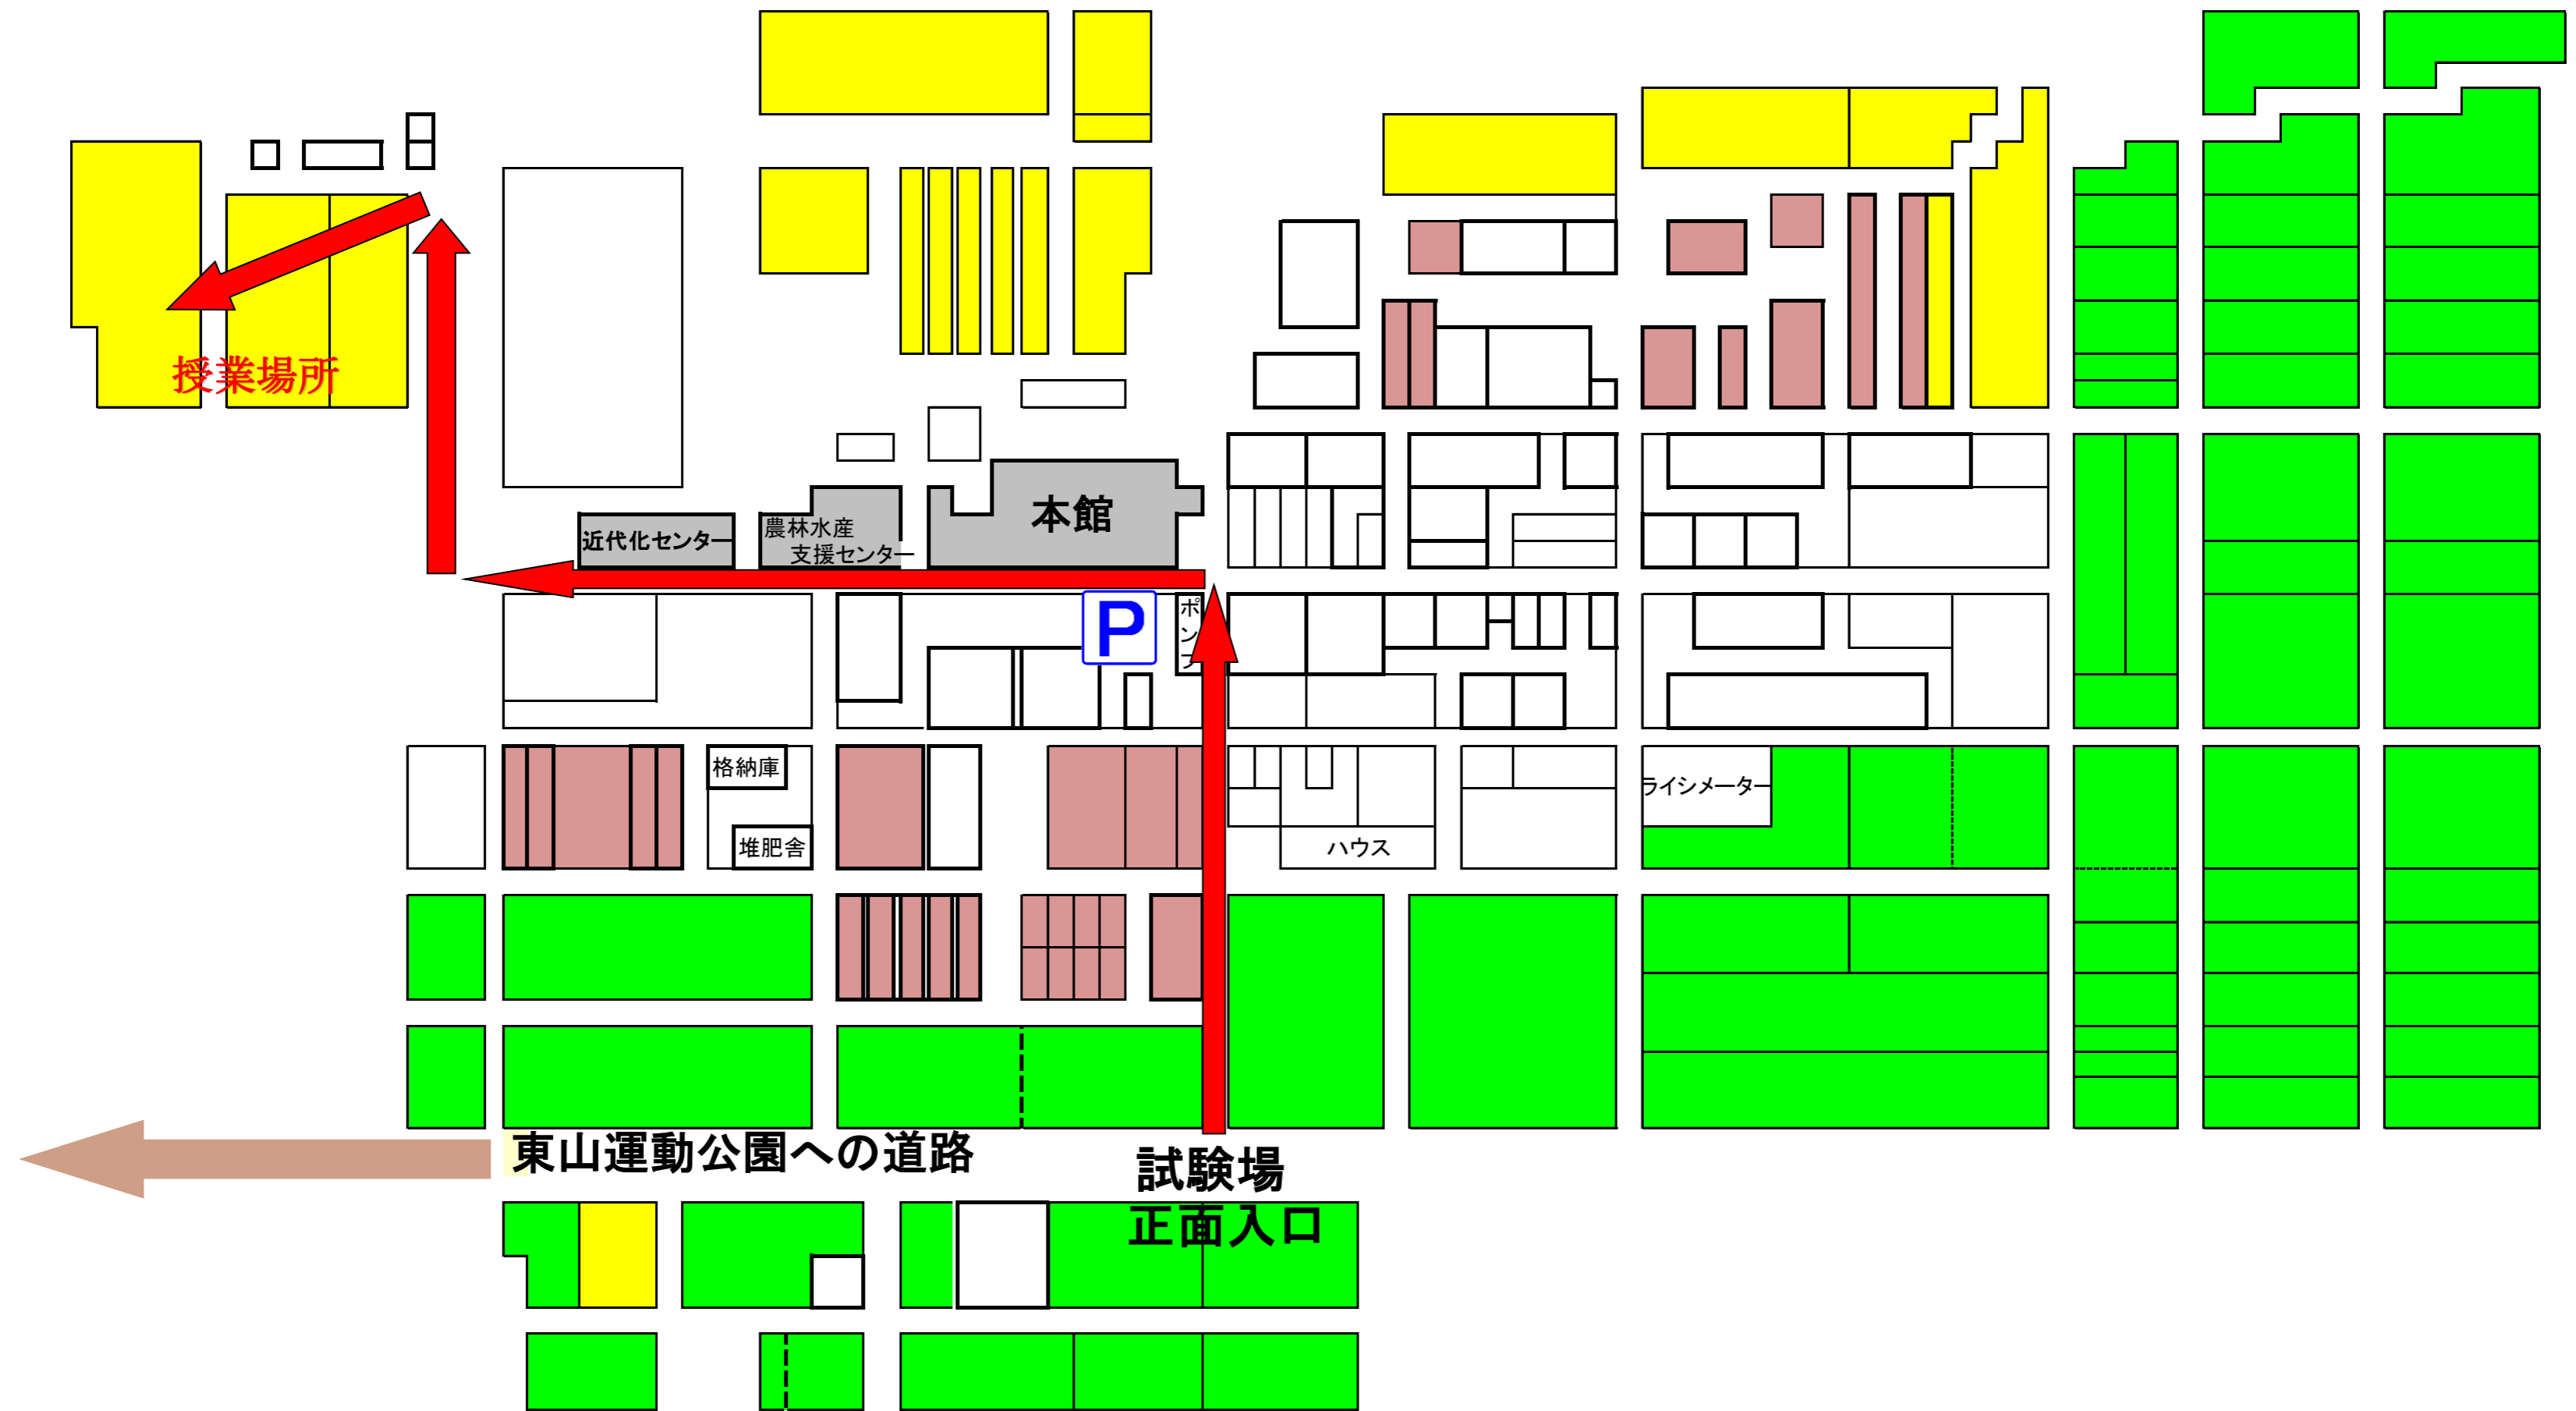 授業場所
本館
近代化センター
農林水産
支援センター
P
ポンプ
格納庫
堆肥舎
ライシメーター
ハウス
東山運動公園への道路
試験場
正面入口